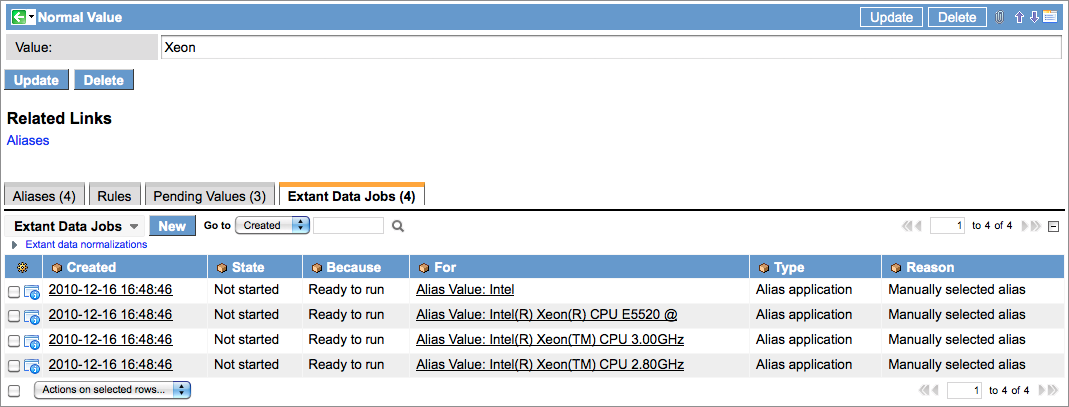 Normal Value Update Delete
Value: Xeon
Update Delete
Related Links
Aliases
Aliases (4) Rules Pending Values (3) Extant Data Jobs (4)
Extant Data Jobs New Go to Created 1 to 4 of 4
Extant data normalizations
Created State Because For Type Reason
2010-12-16 16:48:46 Not started Ready to run Alias Value: Intel Alias application Manually selected alias
2010-12-16 16:48:46 Not started Ready to run Alias Value: Intel(R) Xeon(R) CPU E5520 @ Alias application Manually selected alias
2010-12-16 16:48:46 Not started Ready to run Alias Value: Intel(R) Xeon(TM) CPU 3.00GHz Alias application Manually selected alias
2010-12-16 16:48:46 Not started Ready to run Alias Value: Intel(R) Xeon(TM) CPU 2.80GHz Alias application Manually selected alias
Actions on selected rows... 1 to 4 of 4